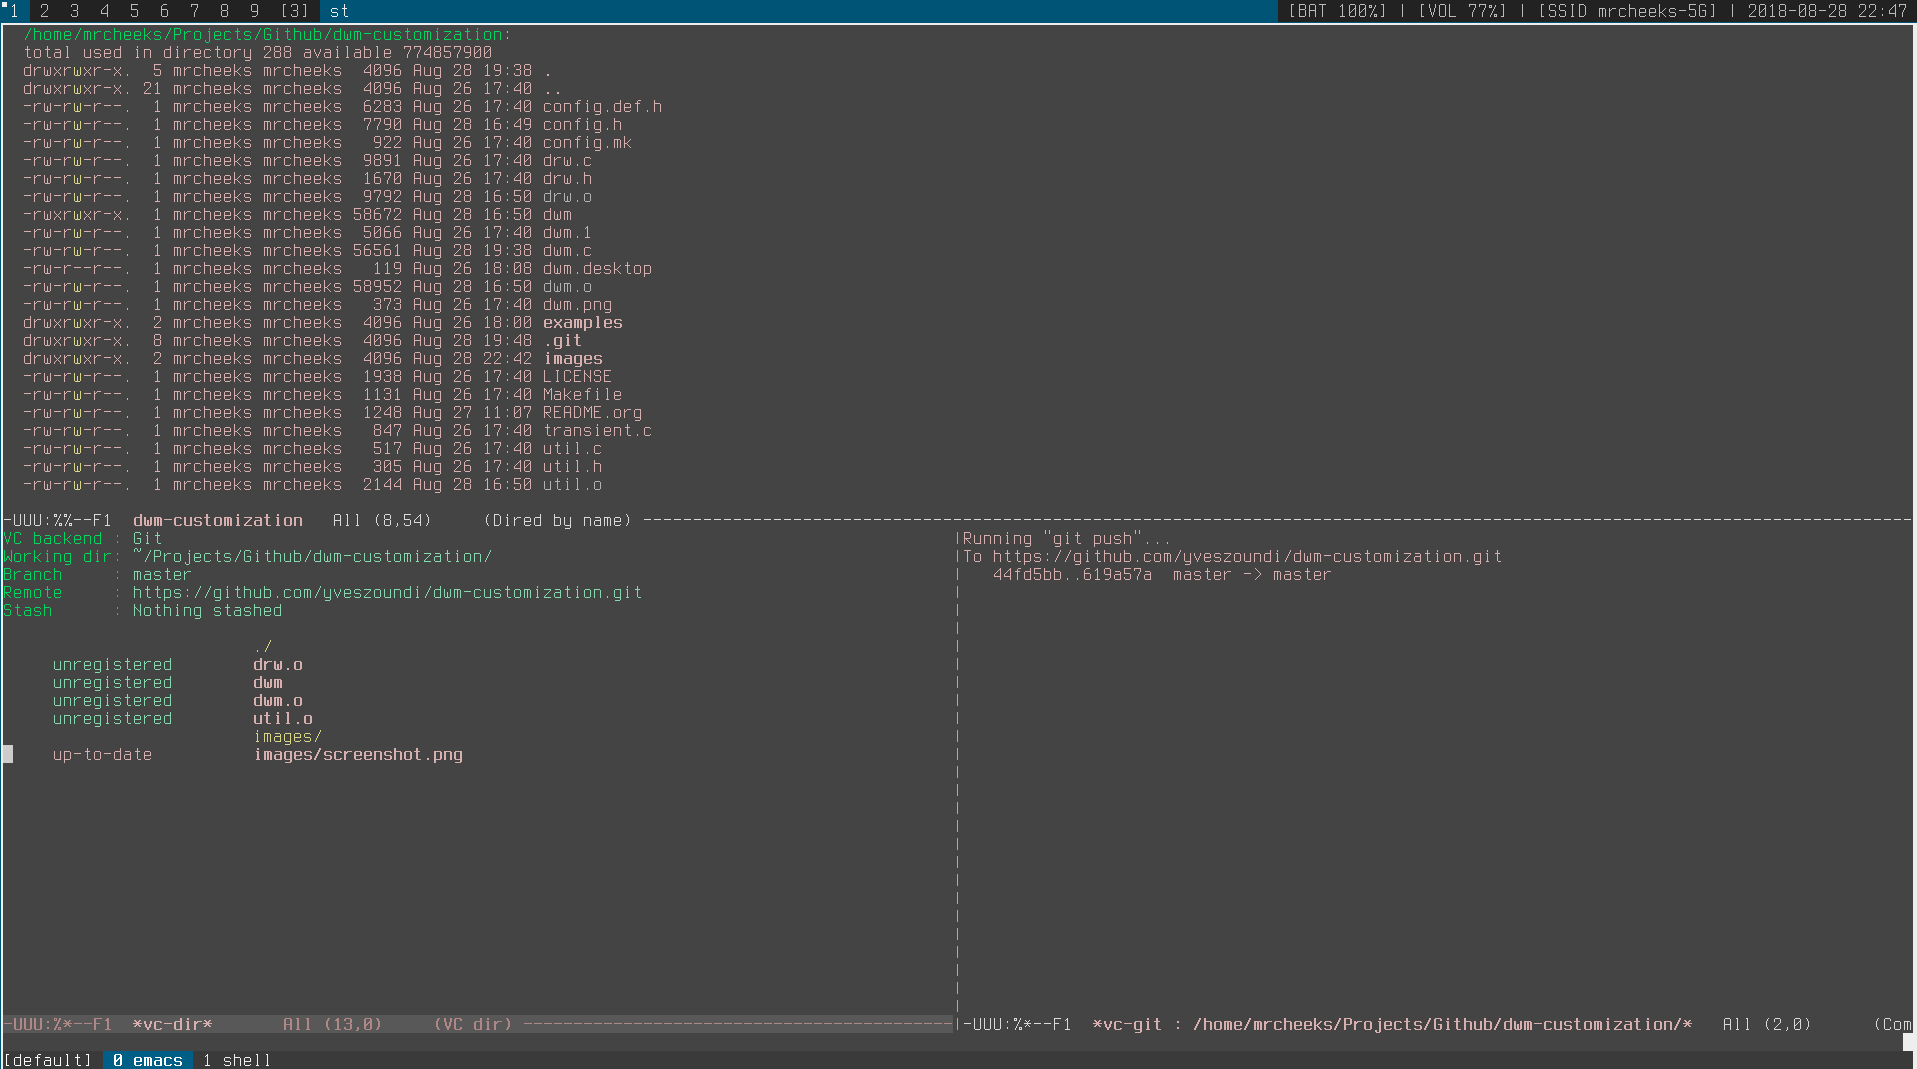 1 2 3 4 5 6 7 8 9 [3] st [BAT 100%] | [VOL 77%] | [SSID mrcheeks-5G] | 2018-08-28 22:47
/home/mrcheeks/Projects/Github/dwm-customization:
total used in directory 288 available 774857900
drwxrwxr-x.  5 mrcheeks mrcheeks  4096 Aug 28 19:38 .
drwxrwxr-x. 21 mrcheeks mrcheeks  4096 Aug 26 17:40 ..
-rw-rw-r--.  1 mrcheeks mrcheeks  6283 Aug 26 17:40 config.def.h
-rw-rw-r--.  1 mrcheeks mrcheeks  7790 Aug 28 16:49 config.h
-rw-rw-r--.  1 mrcheeks mrcheeks   922 Aug 26 17:40 config.mk
-rw-rw-r--.  1 mrcheeks mrcheeks  9891 Aug 26 17:40 drw.c
-rw-rw-r--.  1 mrcheeks mrcheeks  1670 Aug 26 17:40 drw.h
-rw-rw-r--.  1 mrcheeks mrcheeks  9792 Aug 28 16:50 drw.o
-rwxrwxr-x.  1 mrcheeks mrcheeks 58672 Aug 28 16:50 dwm
-rw-rw-r--.  1 mrcheeks mrcheeks  5066 Aug 26 17:40 dwm.1
-rw-rw-r--.  1 mrcheeks mrcheeks 56561 Aug 28 19:38 dwm.c
-rw-r--r--.  1 mrcheeks mrcheeks   119 Aug 26 18:08 dwm.desktop
-rw-rw-r--.  1 mrcheeks mrcheeks 58952 Aug 28 16:50 dwm.o
-rw-rw-r--.  1 mrcheeks mrcheeks   373 Aug 26 17:40 dwm.png
drwxrwxr-x.  2 mrcheeks mrcheeks  4096 Aug 26 18:00 examples
drwxrwxr-x.  8 mrcheeks mrcheeks  4096 Aug 28 19:48 .git
drwxrwxr-x.  2 mrcheeks mrcheeks  4096 Aug 28 22:42 images
-rw-rw-r--.  1 mrcheeks mrcheeks  1938 Aug 26 17:40 LICENSE
-rw-rw-r--.  1 mrcheeks mrcheeks  1131 Aug 26 17:40 Makefile
-rw-rw-r--.  1 mrcheeks mrcheeks  1248 Aug 27 11:07 README.org
-rw-rw-r--.  1 mrcheeks mrcheeks   847 Aug 26 17:40 transient.c
-rw-rw-r--.  1 mrcheeks mrcheeks   517 Aug 26 17:40 util.c
-rw-rw-r--.  1 mrcheeks mrcheeks   305 Aug 26 17:40 util.h
-rw-rw-r--.  1 mrcheeks mrcheeks  2144 Aug 28 16:50 util.o
-UUU:%%--F1  dwm-customization   All (8,54)     (Dired by name) ------------------------------
VC backend : Git
Working dir: ~/Projects/Github/dwm-customization/
Branch     : master
Remote     : https://github.com/yveszoundi/dwm-customization.git
Stash      : Nothing stashed
./
unregistered        drw.o
unregistered        dwm
unregistered        dwm.o
unregistered        util.o
images/
up-to-date          images/screenshot.png
-UUU:%*--F1  *vc-dir*       All (13,0)     (VC dir) ------------------------------
Running "git push"...
To https://github.com/yveszoundi/dwm-customization.git
44fd5bb..619a57a  master -> master
-UUU:%*--F1  *vc-git : /home/mrcheeks/Projects/Github/dwm-customization/*   All (2,0)      (Com
[default]  0 emacs  1 shell